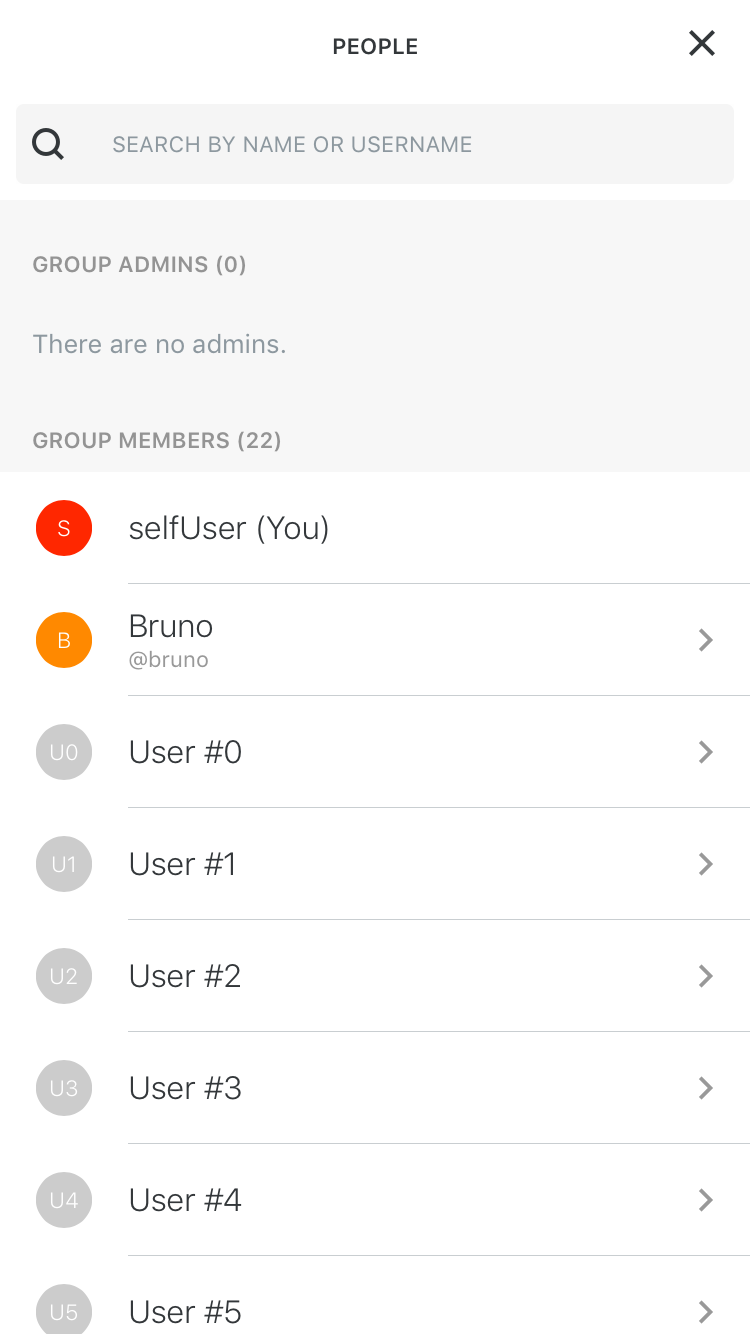 PEOPLE
SEARCH BY NAME OR USERNAME
GROUP ADMINS (0)
There are no admins.
GROUP MEMBERS (22)
S selfUser (You)
B Bruno
@bruno
U0 User #0
U1 User #1
U2 User #2
U3 User #3
U4 User #4
U5 User #5